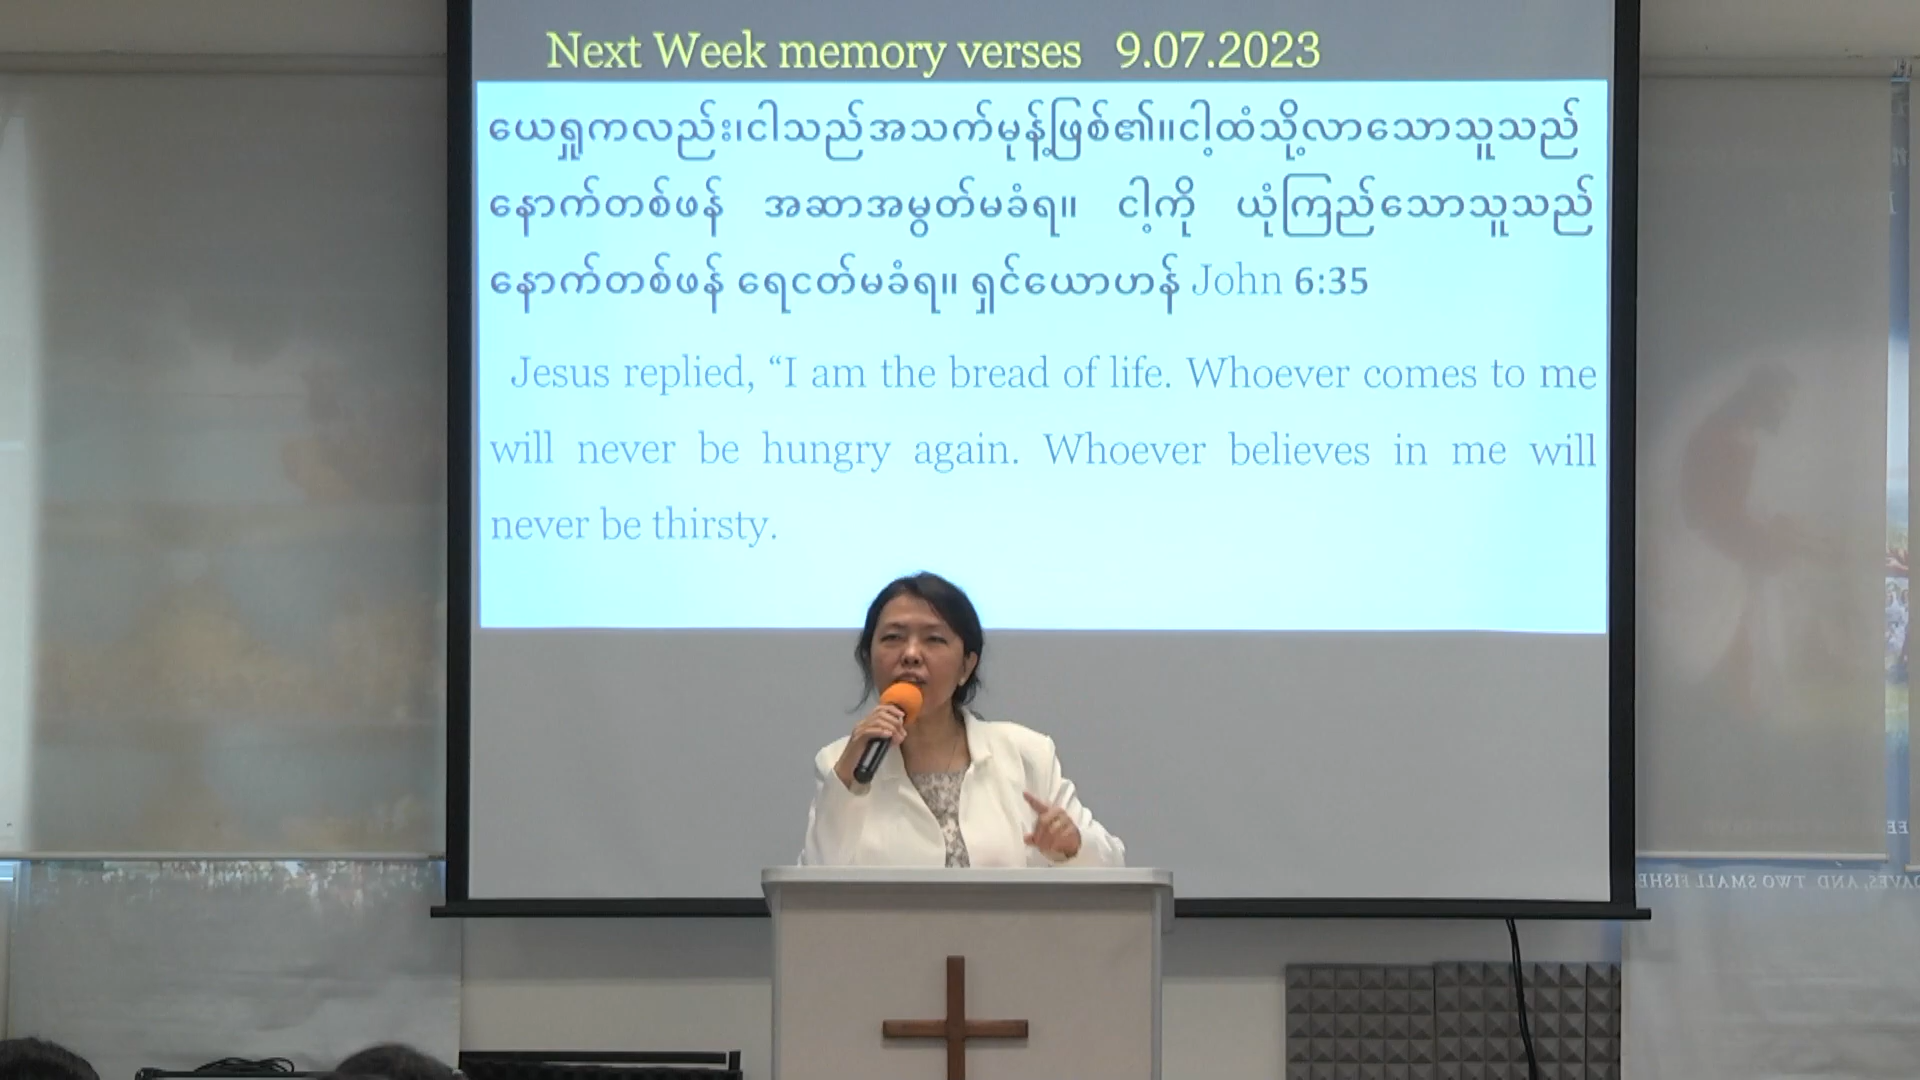 Next Week memory verses 9.07.2023
ယေရှုကလည်း၊ငါသည်အသက်မုန့်ဖြစ်၏။ငါ့ထံသို့လာသောသူသည်
နောက်တစ်ဖန် အဆာအမွတ်မခံရ။ ငါ့ကို ယုံကြည်သောသူသည်
နောက်တစ်ဖန် ရေငတ်မခံရ။ ရှင်ယောဟန် John 6:35
Jesus replied, “I am the bread of life. Whoever comes to me
will never be hungry again. Whoever believes in me will
never be thirsty.
AND TWO SMALL FISHE